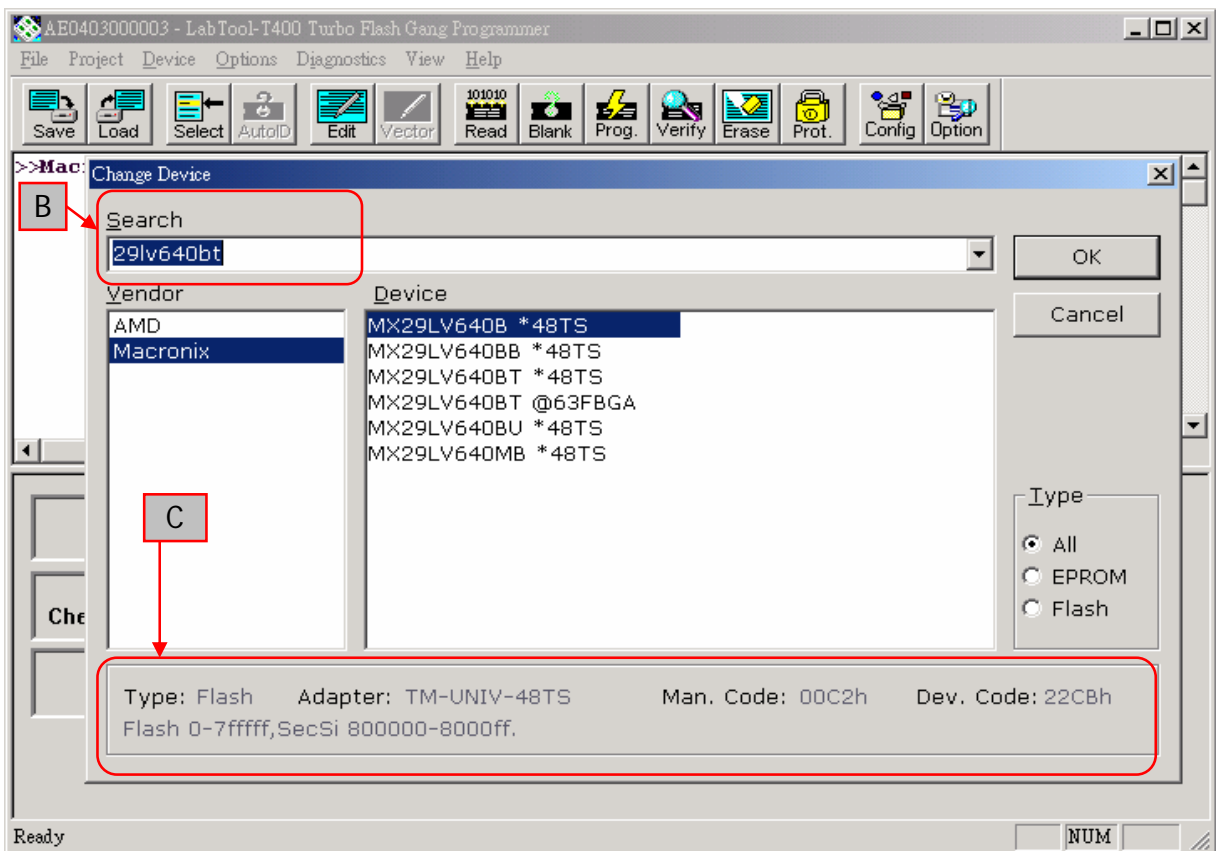 AE0403000003 - LabTool-T400 Turbo Flash Gang Programmer
File Project Device Options Diagnostics View Help
Save Load Select AutoID Edit Vector 101010 Read Blank Prog. Verify Erase Prot. Config Option
>>Mac
Change Device
B
Search
29lv640bt
OK
Vendor Device
Cancel
AMD
Macronix
MX29LV640B *48TS
MX29LV640BB *48TS
MX29LV640BT *48TS
MX29LV640BT @63FBGA
MX29LV640BU *48TS
MX29LV640MB *48TS
C
Type
All
EPROM
Flash
Che
Type: Flash Adapter: TM-UNIV-48TS Man. Code: 00C2h Dev. Code: 22CBh
Flash 0-7fffff,SecSi 800000-8000ff.
Ready NUM